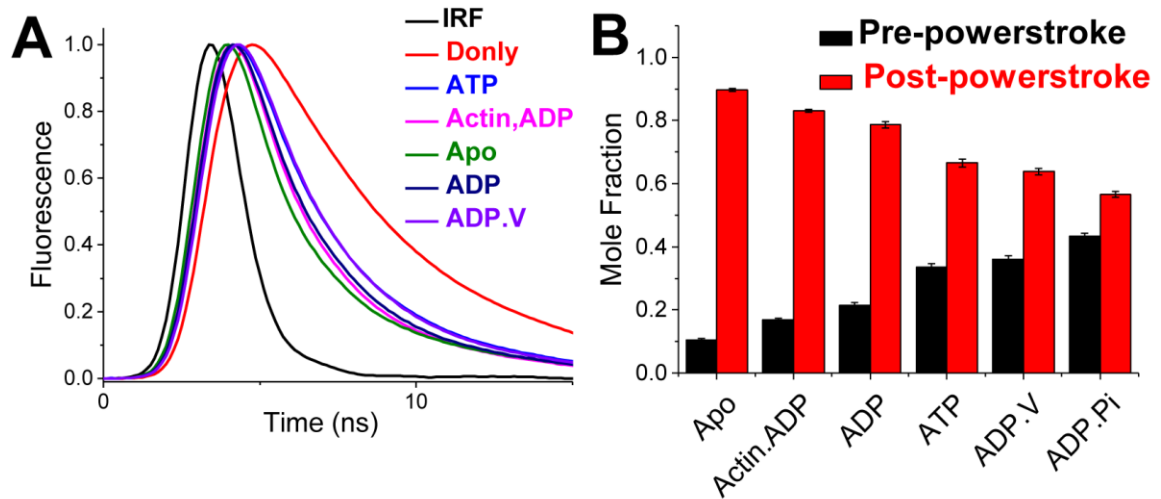 A
IRF
Donly
ATP
Actin,ADP
Apo
ADP
ADP.V
Fluorescence
1.0
0.8
0.6
0.4
0.2
0.0
0
10
Time (ns)
B
Pre-powerstroke
Post-powerstroke
Mole Fraction
1.0
0.8
0.6
0.4
0.2
0.0
Apo
Actin.ADP
ADP
ATP
ADP.V
ADP.Pi